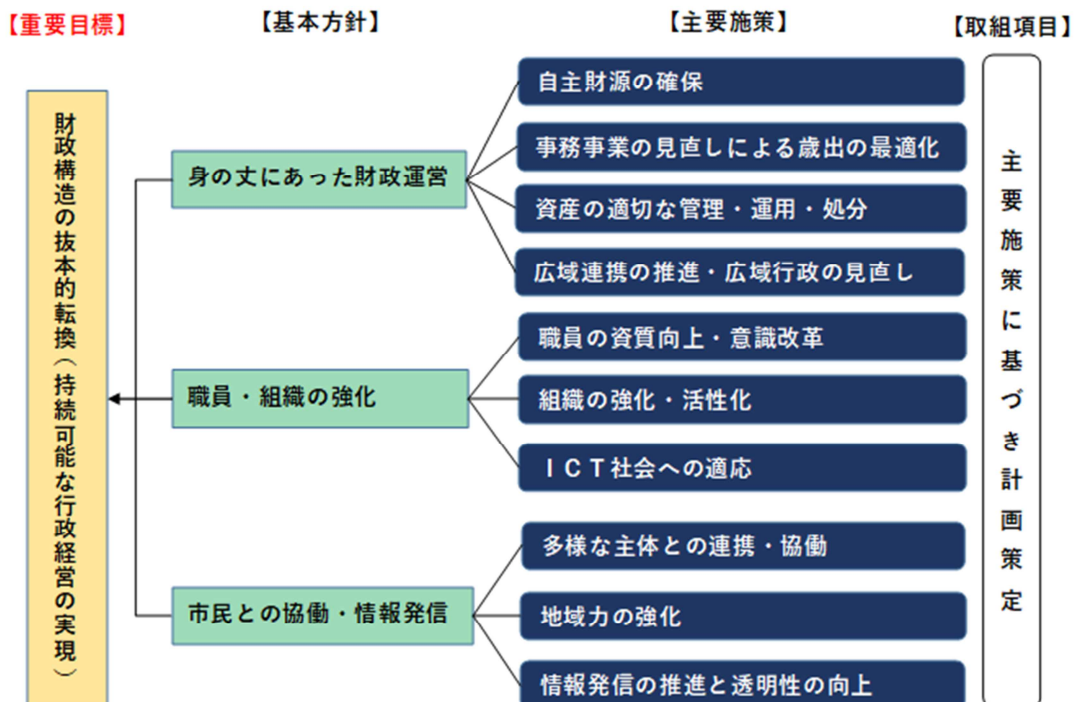 【重要目標】
【基本方針】
【主要施策】
【取組項目】
財政構造の抜本的転換(持続可能な行政経営の実現)
身の丈にあった財政運営
自主財源の確保
事務事業の見直しによる歳出の最適化
資産の適切な管理・運用・処分
広域連携の推進・広域行政の見直し
職員・組織の強化
職員の資質向上・意識改革
組織の強化・活性化
ICT社会への適応
市民との協働・情報発信
多様な主体との連携・協働
地域力の強化
情報発信の推進と透明性の向上
主要施策に基づき計画策定